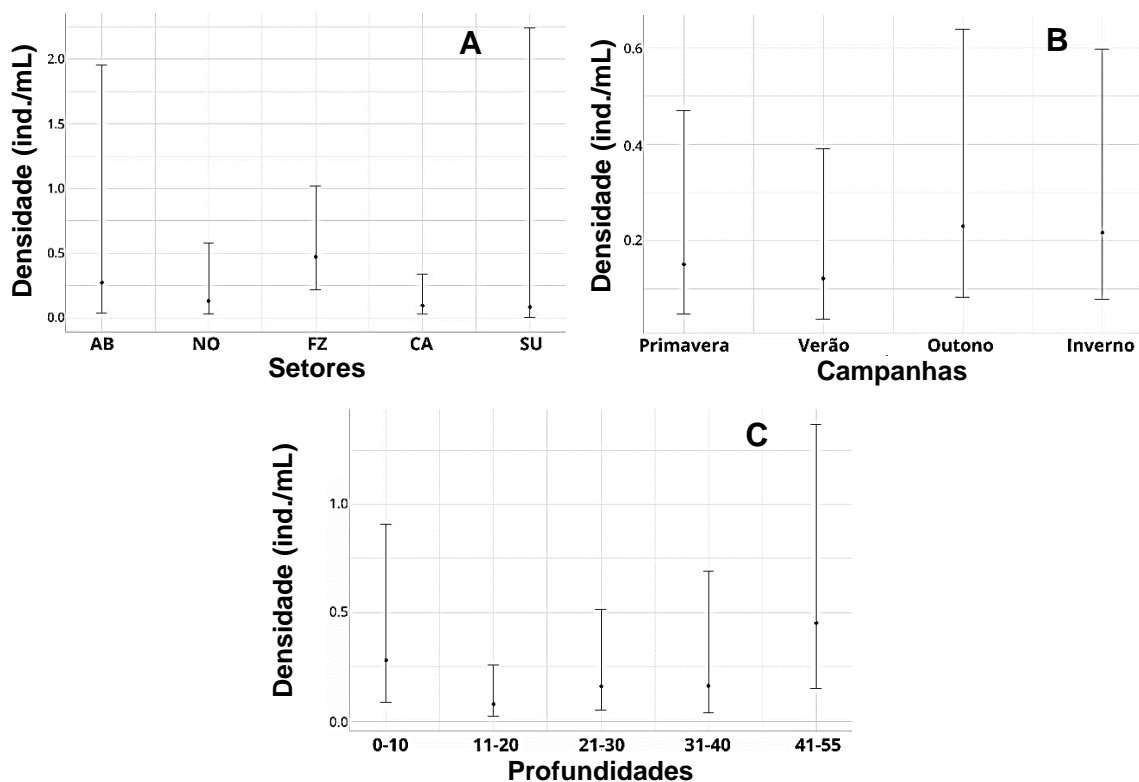 A
Densidade (ind./mL)
2.0
1.0
0.5
0.0
AB NO FZ CA SU
Setores
B
Densidade (ind./mL)
0.6
0.4
0.2
Primavera Verão Outono Inverno
Campanhas
C
Densidade (ind./mL)
1.0
0.5
0.0
0-10 11-20 21-30 31-40 41-55
Profundidades